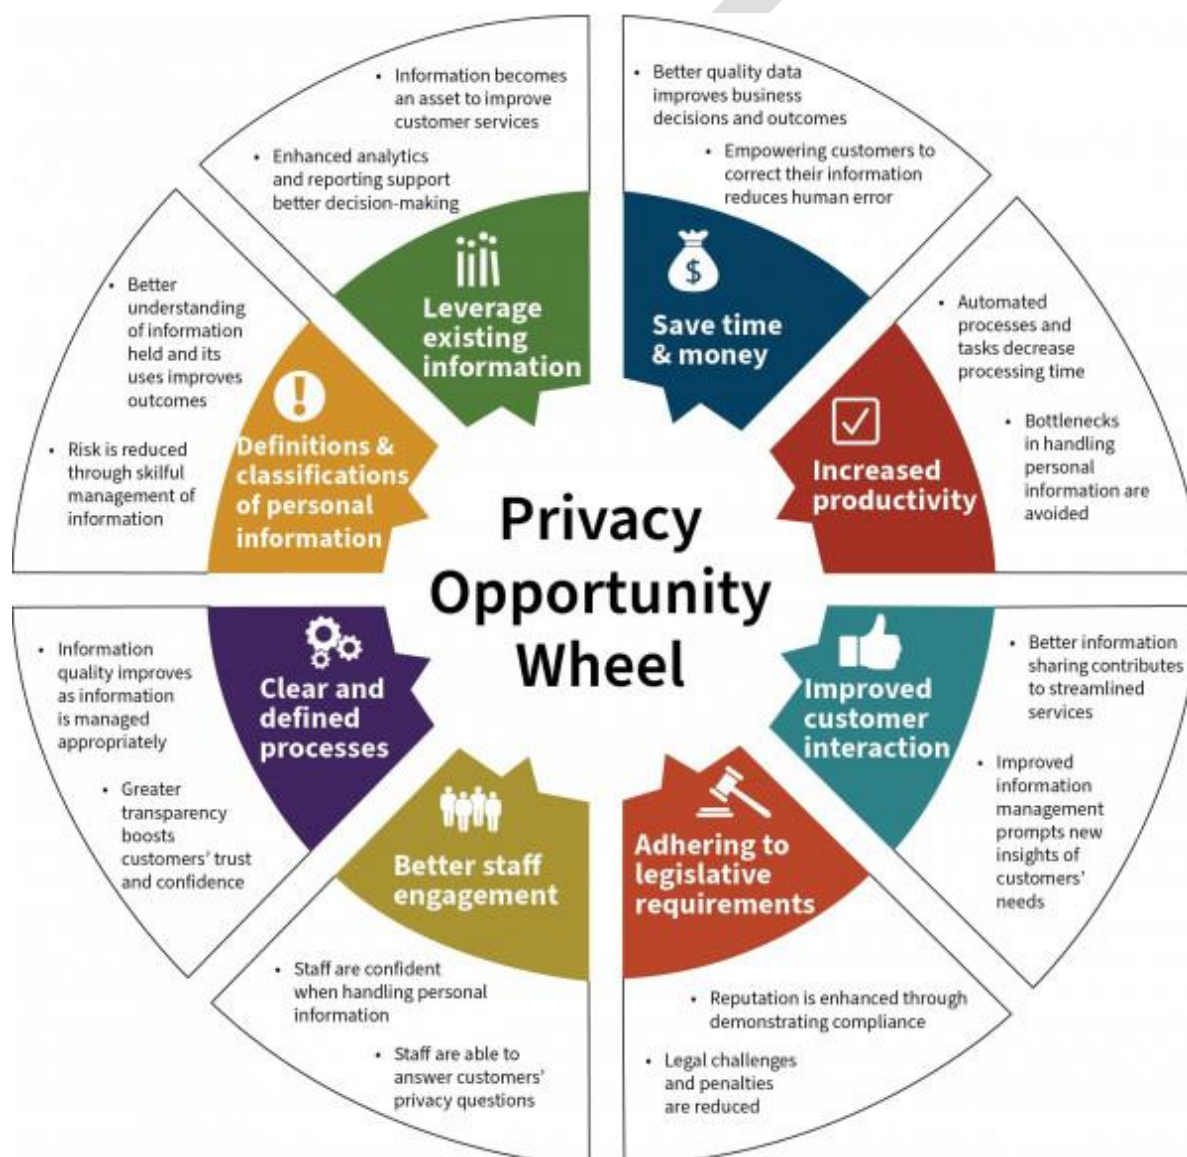 Privacy
Opportunity
Wheel
• Better quality data
improves business
decisions and outcomes
• Empowering customers to
correct their information
reduces human error
$
Save time
& money
• Automated
processes and
tasks decrease
processing time
• Bottlenecks
in handling
personal
information are
avoided
Increased
productivity
• Better information
sharing contributes
to streamlined
services
• Improved
information
management
prompts new
insights of
customers'
needs
Improved
customer
interaction
Adhering to
legislative
requirements
• Reputation is enhanced through
demonstrating compliance
• Legal challenges
and penalties
are reduced
Better staff
engagement
• Staff are confident
when handling personal
information
• Staff are able to
answer customers'
privacy questions
Clear and
defined
processes
• Information
quality improves
as information
is managed
appropriately
• Greater
transparency
boosts
customers' trust
and confidence
• Better
understanding
of information
held and its
uses improves
outcomes
• Risk is reduced
through skilful
management of
information
!
Definitions &
classifications
of personal
information
• Information becomes
an asset to improve
customer services
• Enhanced analytics
and reporting support
better decision-making
Leverage
existing
information